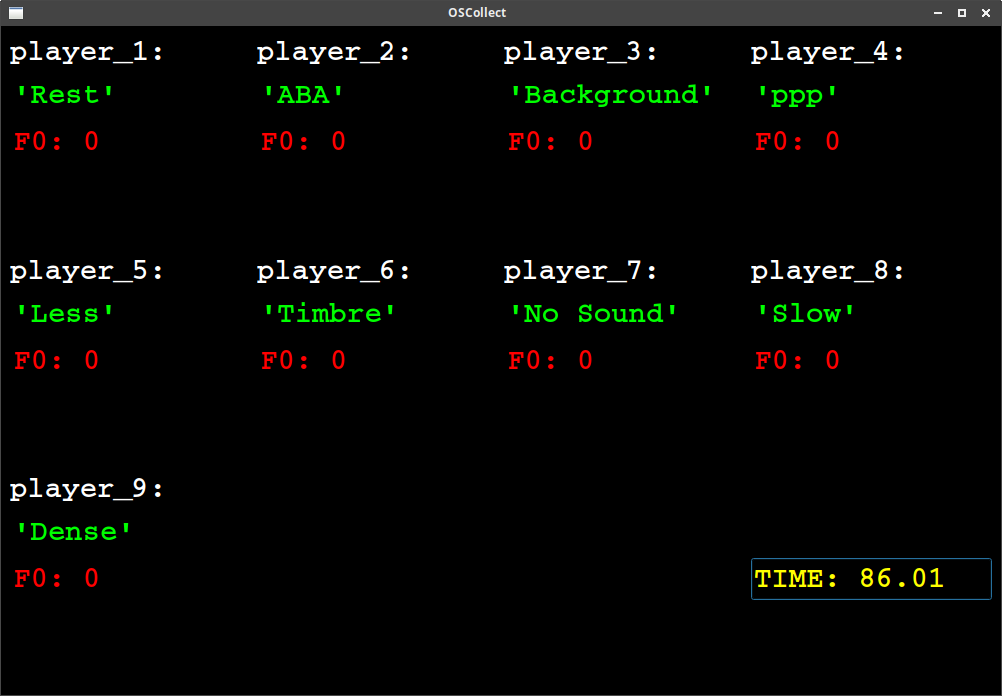 OSCollect
player_1: player_2: player_3: player_4:
'Rest' 'ABA' 'Background' 'ppp'
F0: 0 F0: 0 F0: 0 F0: 0
player_5: player_6: player_7: player_8:
'Less' 'Timbre' 'No Sound' 'Slow'
F0: 0 F0: 0 F0: 0 F0: 0
player_9:
'Dense'
F0: 0 TIME: 86.01